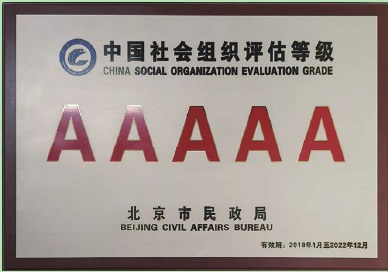 中国社会组织评估等级
CHINA SOCIAL ORGANIZATION EVALUATION GRADE
AAAAA
北京市民政局
BEIJING CIVIL AFFAIRS BUREAU
有效期：2018年1月至2022年12月